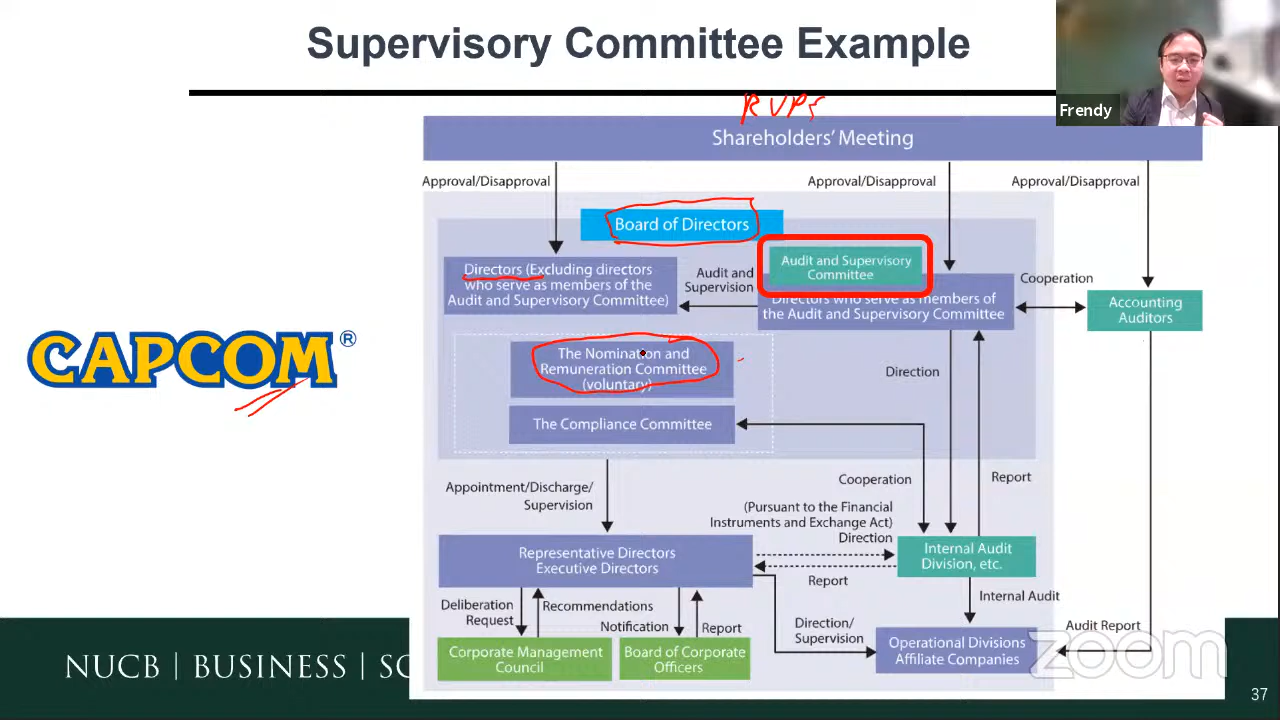 Supervisory Committee Example
Frendy
RUPS
Shareholders’ Meeting
Approval/Disapproval
Approval/Disapproval
Approval/Disapproval
Board of Directors
Audit and Supervisory
Committee
Directors (Excluding directors
who serve as members of the
Audit and Supervisory Committee)
Audit and
Supervision
Directors who serve as members of
the Audit and Supervisory Committee
Cooperation
Accounting
Auditors
CAPCOM®
The Nomination and
Remuneration Committee
(voluntary)
Direction
The Compliance Committee
Appointment/Discharge/
Supervision
Cooperation
Report
(Pursuant to the Financial
Instruments and Exchange Act)
Direction
Representative Directors
Executive Directors
Internal Audit
Division, etc.
Report
Deliberation
Request
Recommendations
Notification
Report
Direction/
Supervision
Internal Audit
Audit Report
Corporate Management
Council
Board of Corporate
Officers
Operational Divisions
Affiliate Companies
NUCB | BUSINESS | SC
zoom
37